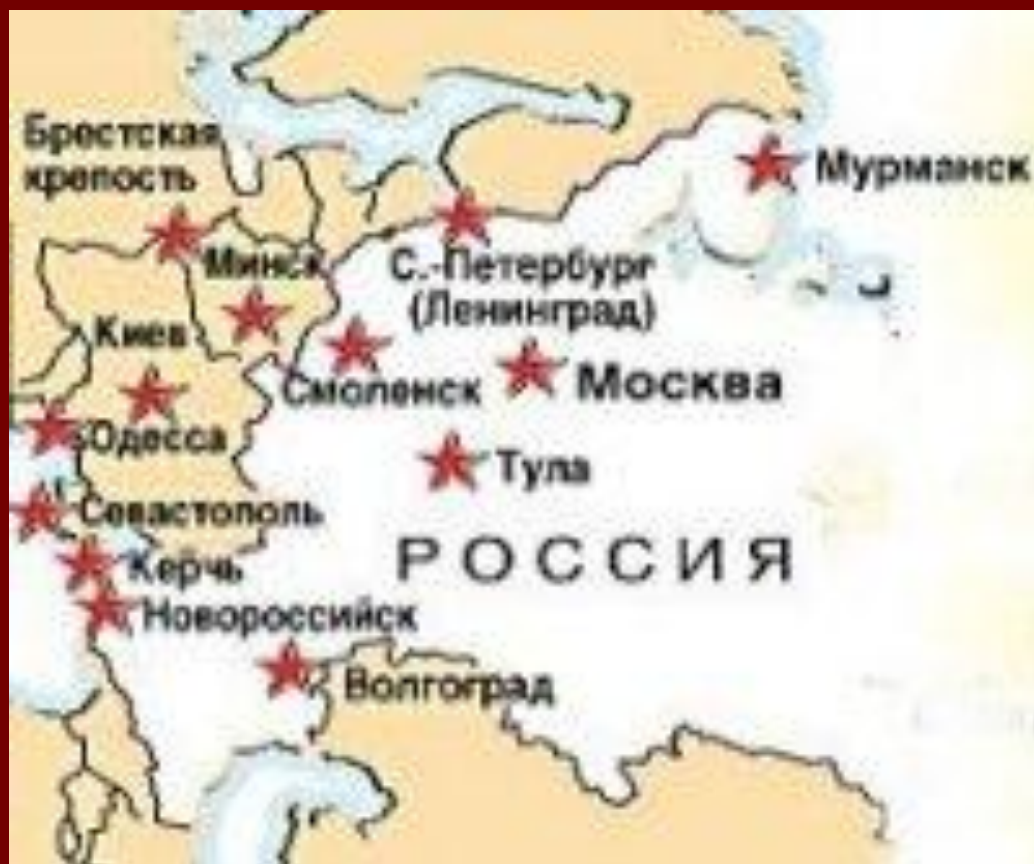 Брестская
крепость
Мурманск
Минск
С.-Петербург
(Ленинград)
Киев
Смоленск
Москва
Одесса
Тула
Севастополь
РОССИЯ
Керчь
Новороссийск
Волгоград